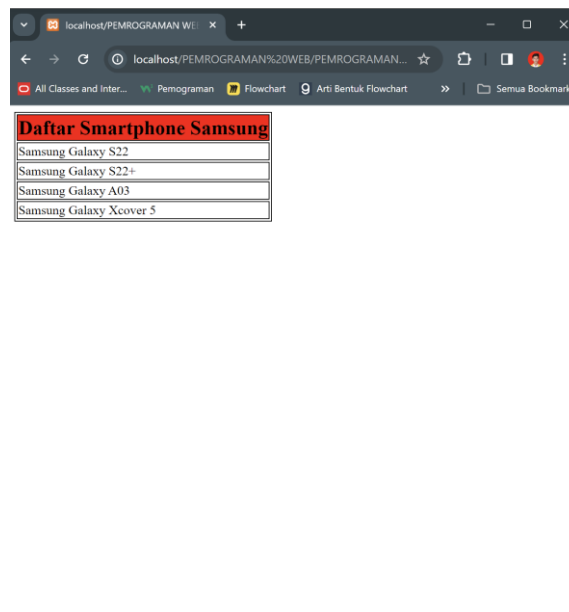 localhost/PEMROGRAMAN WE
localhost/PEMROGRAMAN%20WEB/PEMROGRAMAN...
All Classes and Inter...
Pemograman
Flowchart
Arti Bentuk Flowchart
Semua Bookmark
Daftar Smartphone Samsung
Samsung Galaxy S22
Samsung Galaxy S22+
Samsung Galaxy A03
Samsung Galaxy Xcover 5